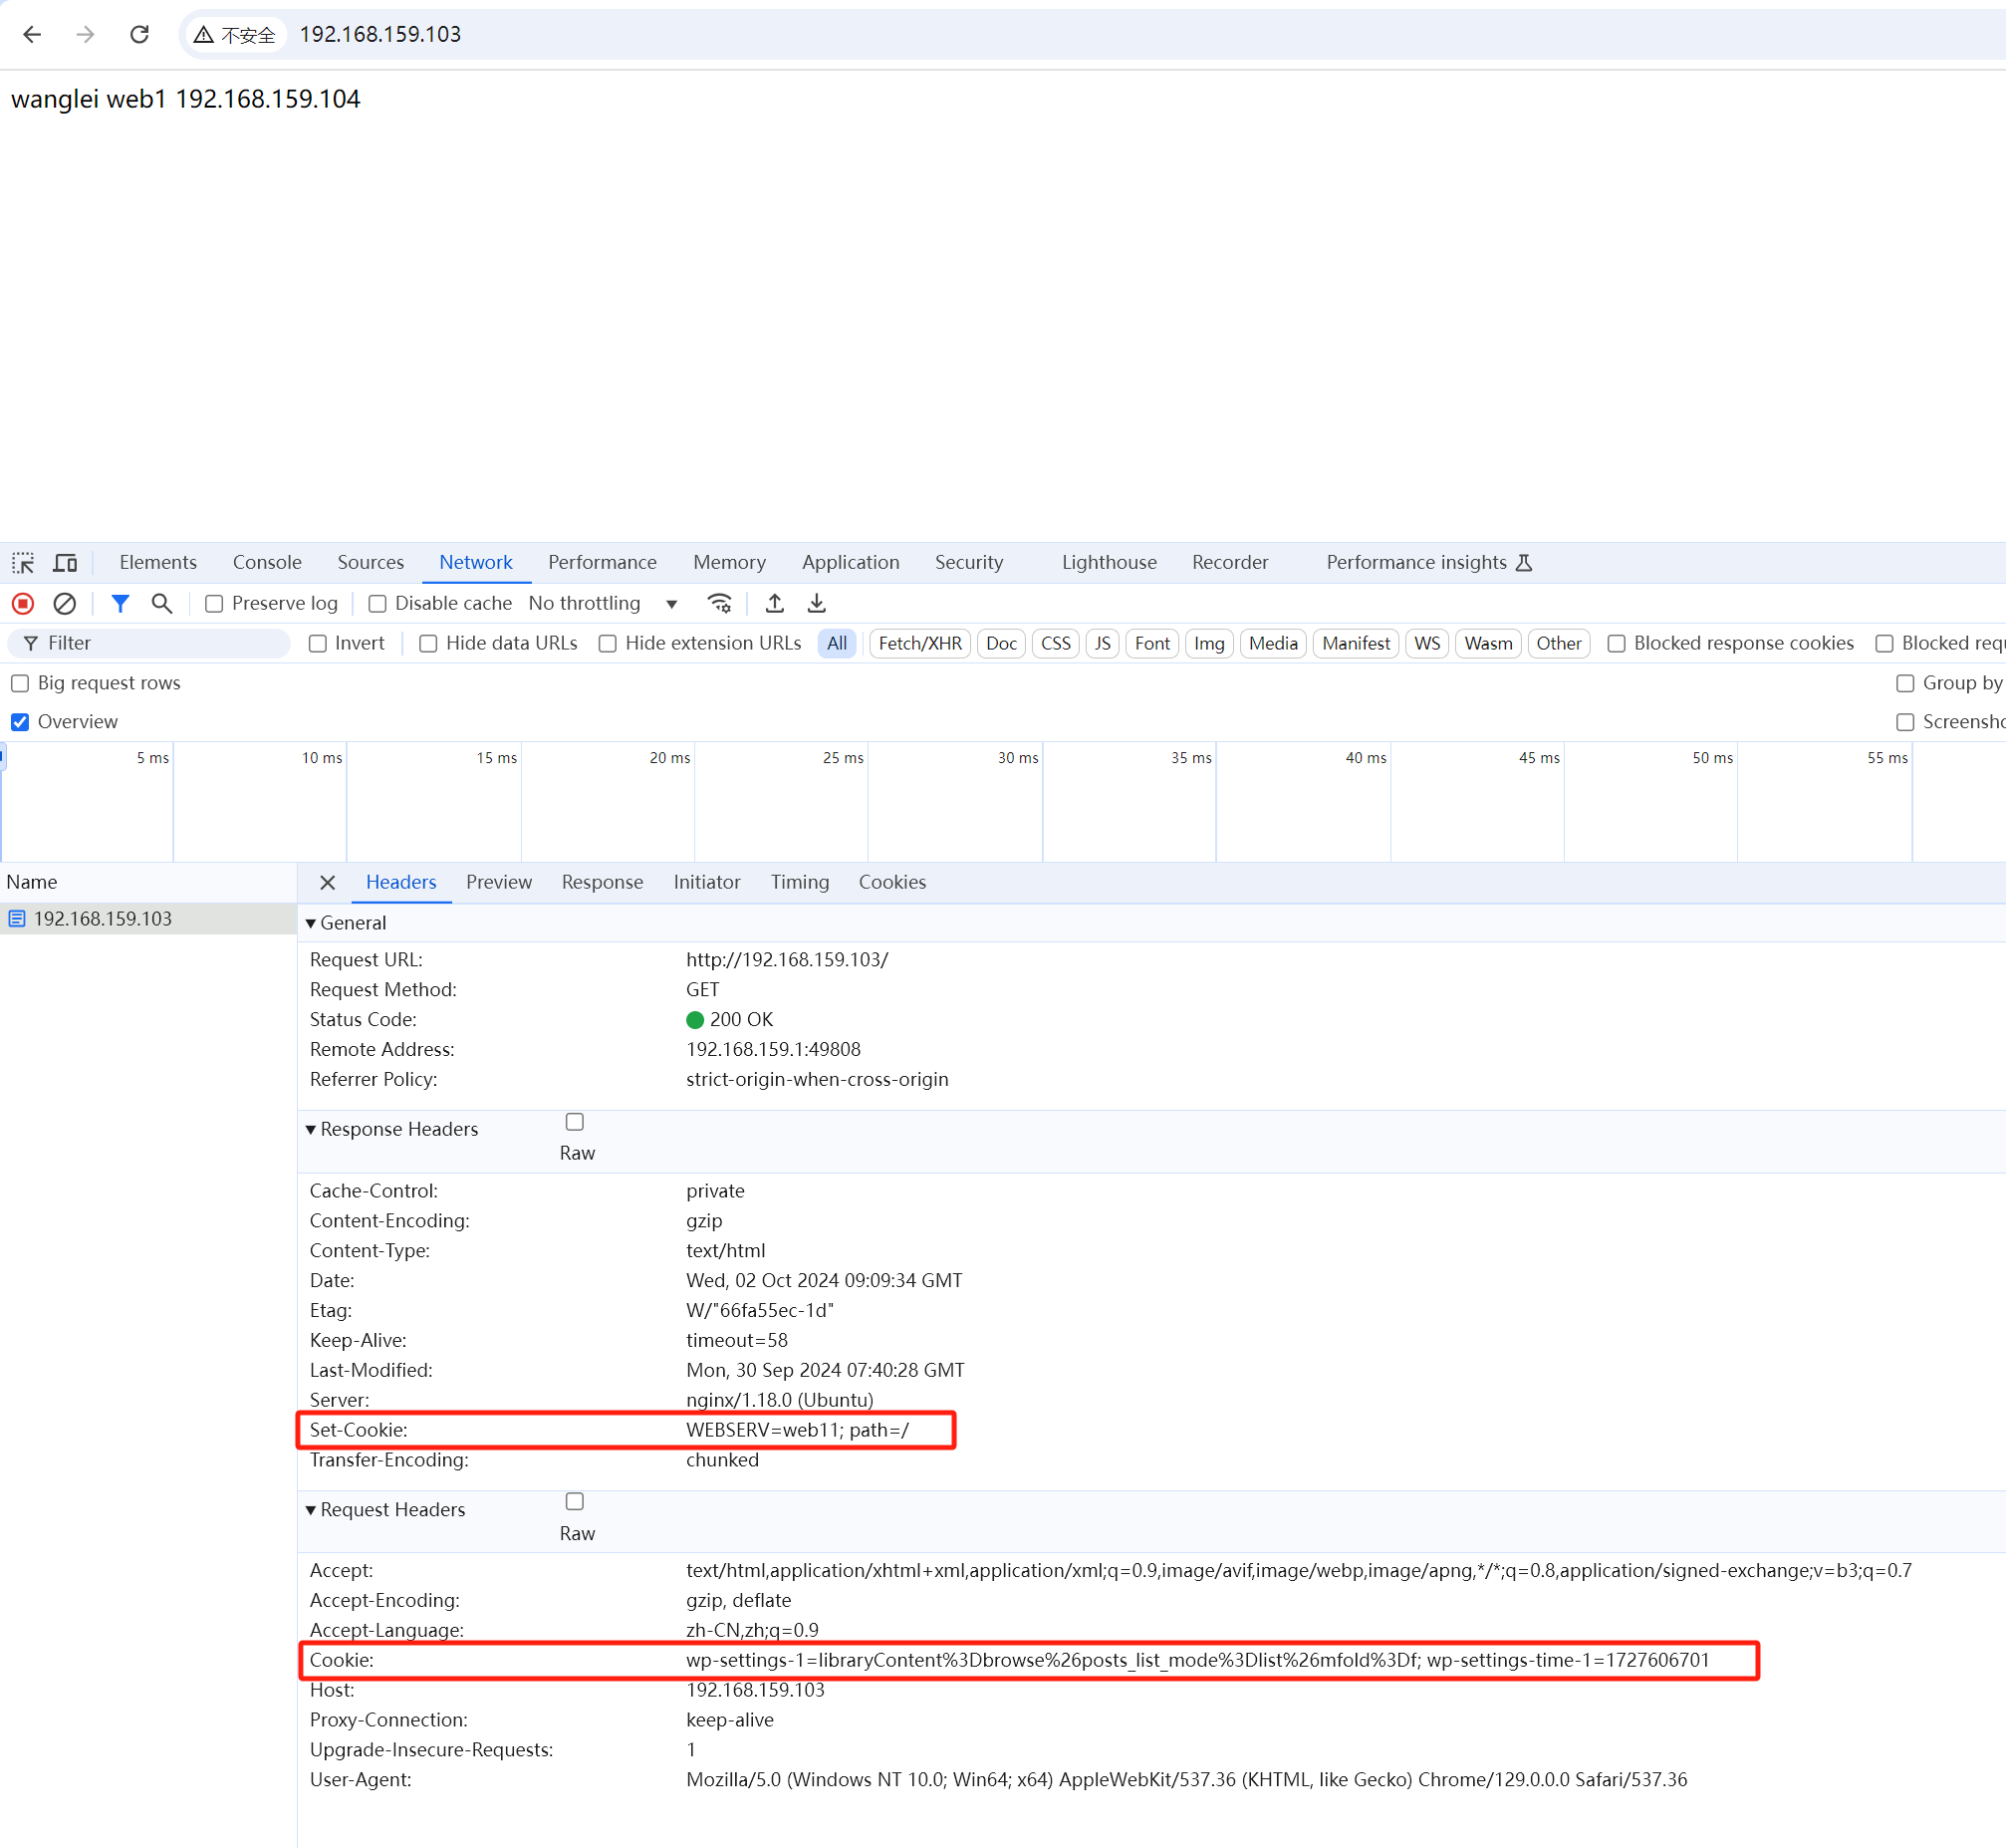 不安全 192.168.159.103
wanglei web1 192.168.159.104
Elements Console Sources Network Performance Memory Application Security Lighthouse Recorder Performance insights
Preserve log Disable cache No throttling
Filter Invert Hide data URLs Hide extension URLs All Fetch/XHR Doc CSS JS Font Img Media Manifest WS Wasm Other Blocked response cookies Blocked requ
Big request rows Group by
Overview Screensho
5 ms 10 ms 15 ms 20 ms 25 ms 30 ms 35 ms 40 ms 45 ms 50 ms 55 ms
Name Headers Preview Response Initiator Timing Cookies
192.168.159.103
General
Request URL: http://192.168.159.103/
Request Method: GET
Status Code: 200 OK
Remote Address: 192.168.159.1:49808
Referrer Policy: strict-origin-when-cross-origin
Response Headers
Raw
Cache-Control: private
Content-Encoding: gzip
Content-Type: text/html
Date: Wed, 02 Oct 2024 09:09:34 GMT
Etag: W/"66fa55ec-1d"
Keep-Alive: timeout=58
Last-Modified: Mon, 30 Sep 2024 07:40:28 GMT
Server: nginx/1.18.0 (Ubuntu)
Set-Cookie: WEBSERV=web11; path=/
Transfer-Encoding: chunked
Request Headers
Raw
Accept: text/html,application/xhtml+xml,application/xml;q=0.9,image/avif,image/webp,image/apng,*/*;q=0.8,application/signed-exchange;v=b3;q=0.7
Accept-Encoding: gzip, deflate
Accept-Language: zh-CN,zh;q=0.9
Cookie: wp-settings-1=libraryContent%3Dbrowse%26posts_list_mode%3Dlist%26mfold%3Df; wp-settings-time-1=1727606701
Host: 192.168.159.103
Proxy-Connection: keep-alive
Upgrade-Insecure-Requests: 1
User-Agent: Mozilla/5.0 (Windows NT 10.0; Win64; x64) AppleWebKit/537.36 (KHTML, like Gecko) Chrome/129.0.0.0 Safari/537.36